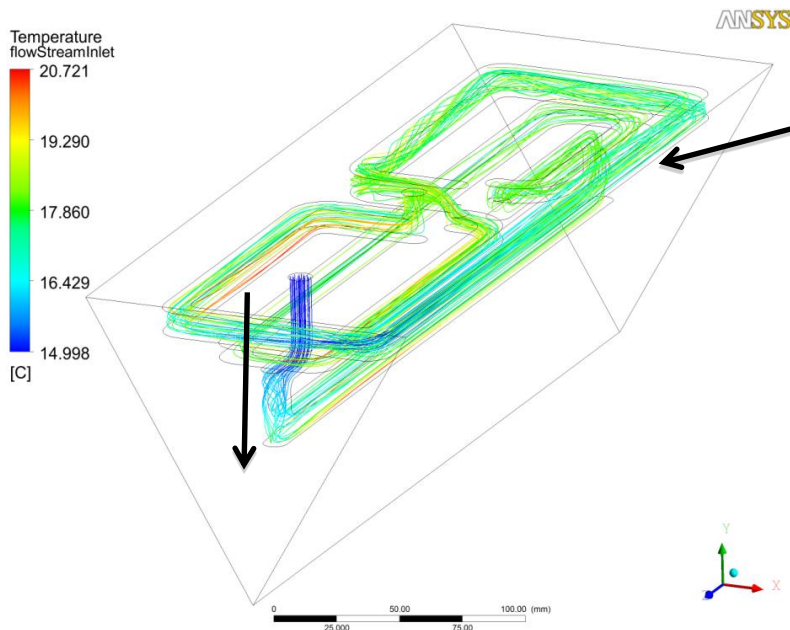 ANSYS
Temperature
flowStreamInlet
20.721
19.290
17.860
16.429
14.998
[C]
Y
X
Z
0 50.00 100.00 (mm)
25.000 75.00